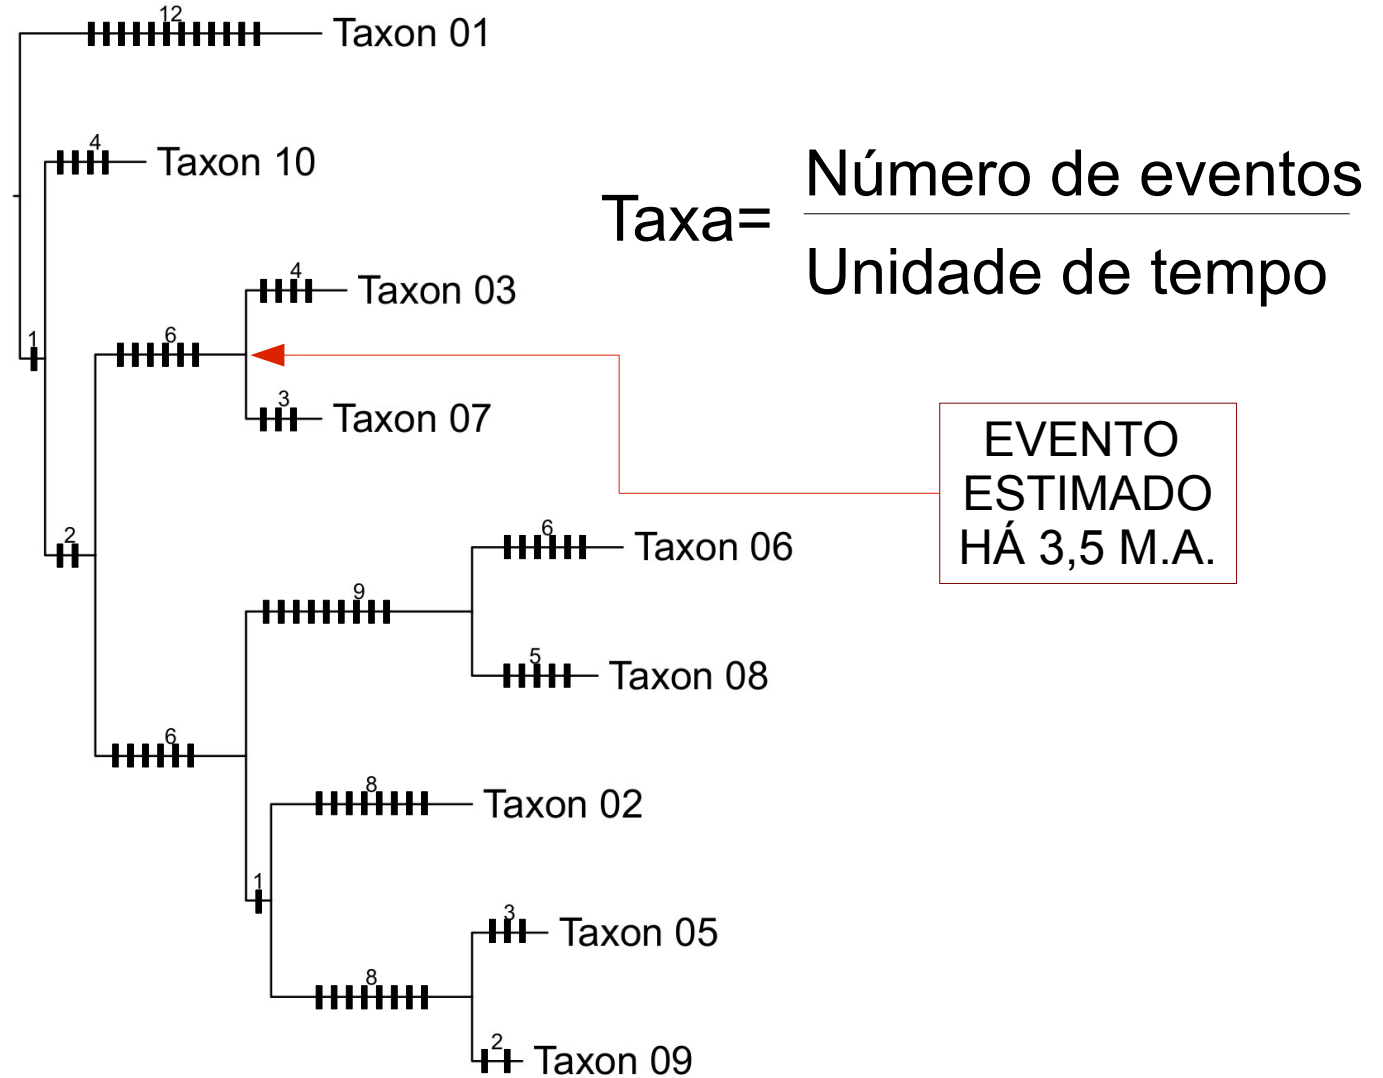 12
Taxon 01
4
Taxon 10
Taxa=
Número de eventos
Unidade de tempo
4
Taxon 03
1
6
3
Taxon 07
EVENTO
ESTIMADO
HÁ 3,5 M.A.
2
6
Taxon 06
9
5
Taxon 08
6
8
Taxon 02
1
3
Taxon 05
8
2
Taxon 09